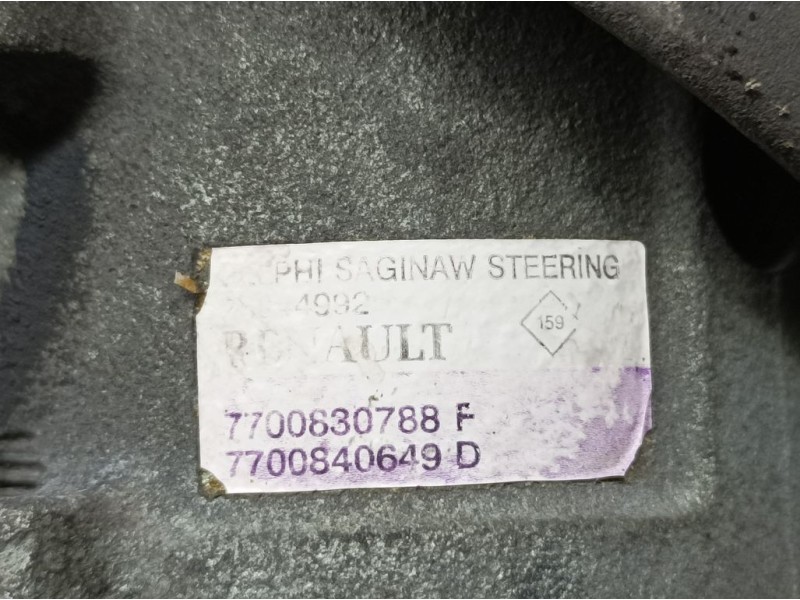 PHI SAGINAW STEERING
4992
159
RENAULT
7700830788 F
7700840649 D